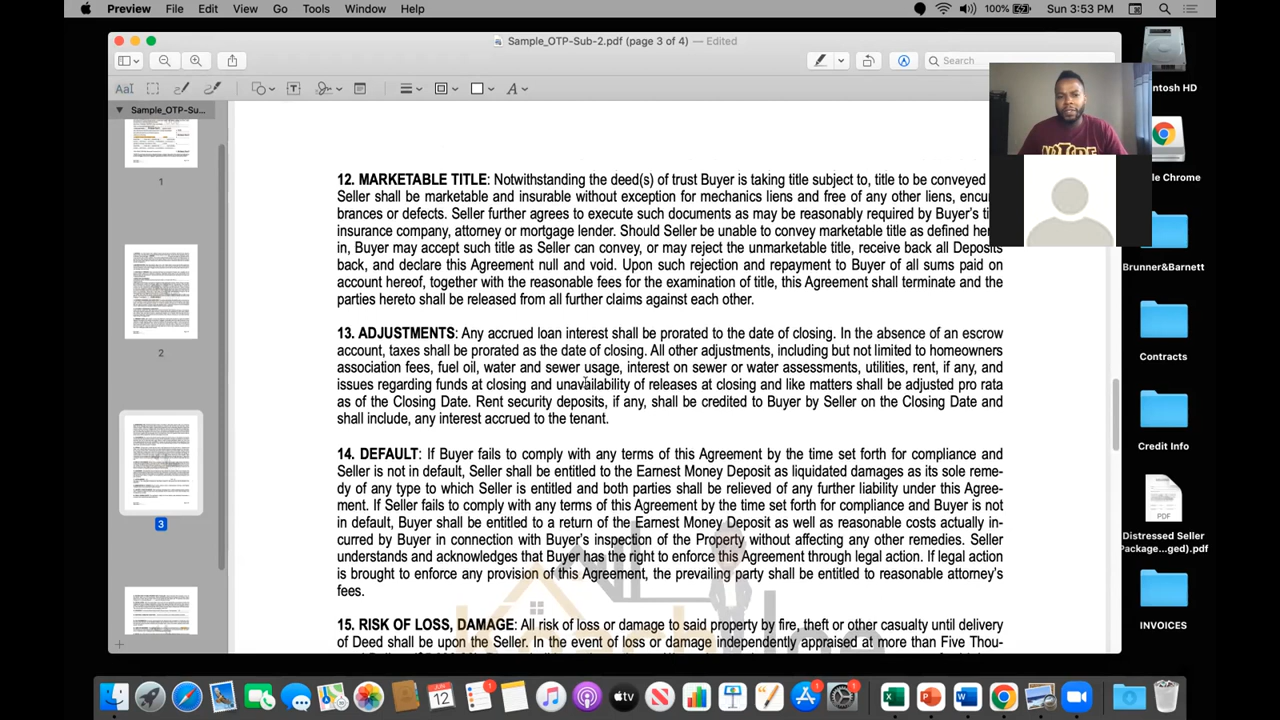 Preview File Edit View Go Tools Window Help 100% Sun 3:53 PM
Sample_OTP-Sub-2.pdf (page 3 of 4) — Edited
Search
Sample_OTP-Su...
1
2
3
12. MARKETABLE TITLE: Notwithstanding the deed(s) of trust Buyer is taking title subject to, title to be conveyed
Seller shall be marketable and insurable without exception for mechanics liens and free of any other liens, encu
brances or defects. Seller further agrees to execute such documents as may be reasonably required by Buyer's ti
insurance company, attorney or mortgage lender. Should Seller be unable to convey marketable title as defined her
in, Buyer may accept such title as Seller can convey, or may reject the unmarketable title, receive back all Deposits
back, and declare this Agreement null and void. Upon such rejection and repayment to Buyer of all sums paid on
account hereof, together with the reasonable fees for the examination of title, this Agreement shall terminate and the
parties hereto shall be released from all further claims against each other.
13. ADJUSTMENTS: Any accrued loan interest shall be prorated to the date of closing. In the absence of an escrow
account, taxes shall be prorated as the date of closing. All other adjustments, including but not limited to homeowners
association fees, fuel oil, water and sewer usage, interest on sewer or water assessments, utilities, rent, if any, and
issues regarding funds at closing and unavailability of releases at closing and like matters shall be adjusted pro rata
as of the Closing Date. Rent security deposits, if any, shall be credited to Buyer by Seller on the Closing Date and
shall include, any interest accrued to the tenant.
14. DEFAULT: If Buyer fails to comply with any terms of this Agreement by the time set forth for compliance and
Seller is not in default, Seller shall be entitled to the Earnest Money Deposit as liquidated damages as its sole reme-
dy of any kind to which Seller is entitled and both parties shall be relieved of any further liability under this Agree-
ment. If Seller fails to comply with any terms of this Agreement by the time set forth for compliance and Buyer is not
in default, Buyer shall be entitled to a return of the Earnest Money Deposit as well as reasonable costs actually in-
curred by Buyer in connection with Buyer's inspection of the Property without affecting any other remedies. Seller
understands and acknowledges that Buyer has the right to enforce this Agreement through legal action. If legal action
is brought to enforce any provision of this Agreement, the prevailing party shall be entitled to reasonable attorney's
fees.
15. RISK OF LOSS, DAMAGE: All risk of loss or damage to said property by fire, theft or other casualty until delivery
of Deed shall be upon the Seller. In the event of loss or damage independently appraised at more than Five Thou-
ntosh HD
le Chrome
Brunner&Barnett
Contracts
Credit Info
PDF
Distressed Seller
Package...ged).pdf
INVOICES
JUN
12
tv